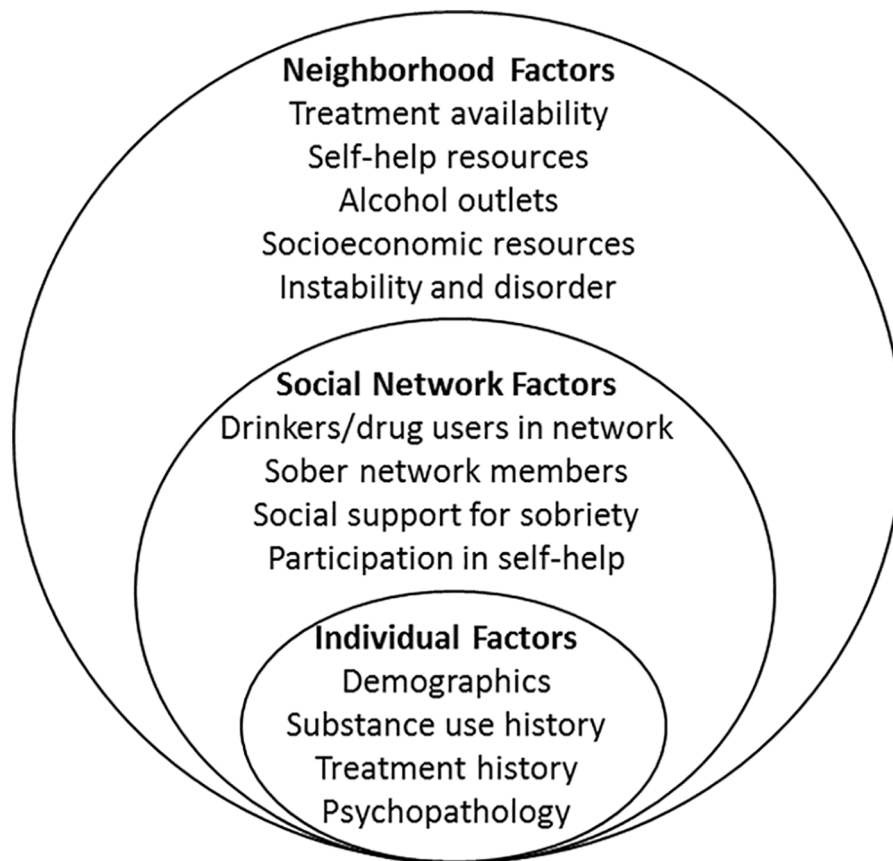 Neighborhood Factors
Treatment availability
Self-help resources
Alcohol outlets
Socioeconomic resources
Instability and disorder
Social Network Factors
Drinkers/drug users in network
Sober network members
Social support for sobriety
Participation in self-help
Individual Factors
Demographics
Substance use history
Treatment history
Psychopathology